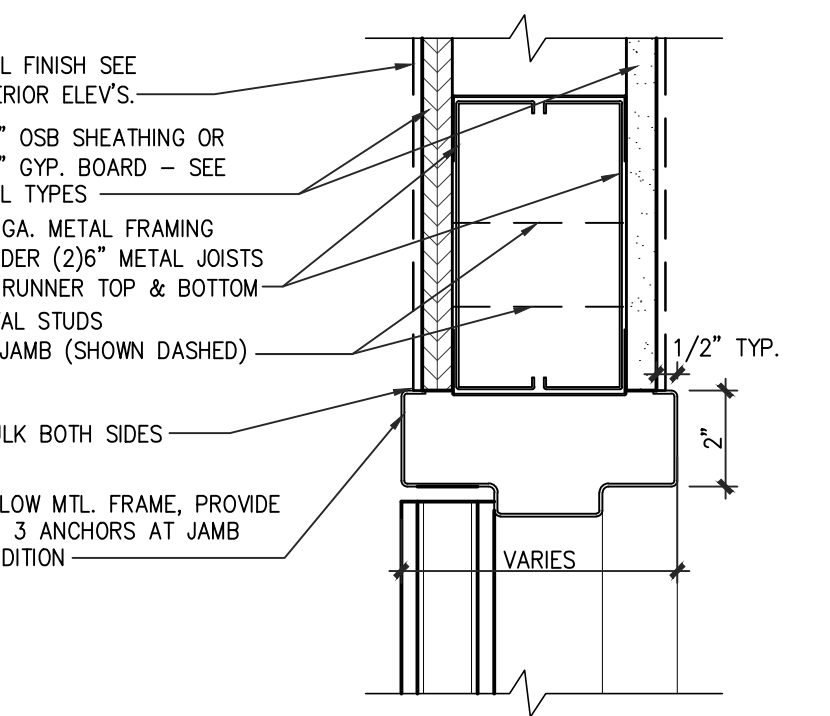 L FINISH SEE
ERIOR ELEV'S.
" OSB SHEATHING OR
" GYP. BOARD – SEE
L TYPES
GA. METAL FRAMING
DER (2)6" METAL JOISTS
RUNNER TOP & BOTTOM
AL STUDS
JAMB (SHOWN DASHED)
1/2" TYP.
2"
ULK BOTH SIDES
LOW MTL. FRAME, PROVIDE
3 ANCHORS AT JAMB
DITION
VARIES